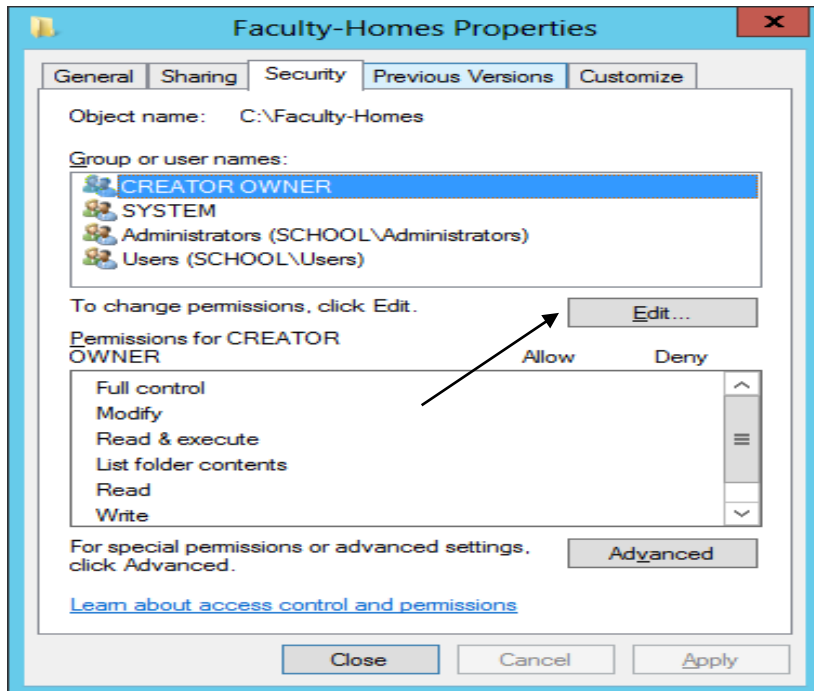 Faculty-Homes Properties
x
General Sharing Security Previous Versions Customize
Object name: C:\Faculty-Homes
Group or user names:
CREATOR OWNER
SYSTEM
Administrators (SCHOOL\Administrators)
Users (SCHOOL\Users)
To change permissions, click Edit.
Edit...
Permissions for CREATOR
OWNER Allow Deny
Full control
Modify
Read & execute
List folder contents
Read
Write
For special permissions or advanced settings,
click Advanced.
Advanced
Learn about access control and permissions
Close Cancel Apply